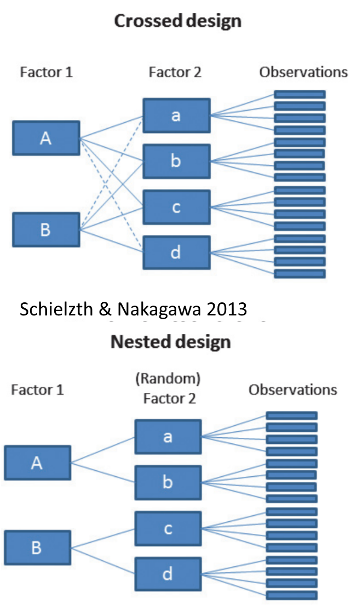 Crossed design
Factor 1 Factor 2 Observations
A
B
a
b
c
d
Schielzth & Nakagawa 2013
Nested design
Factor 1 (Random) Factor 2 Observations
A
B
a
b
c
d